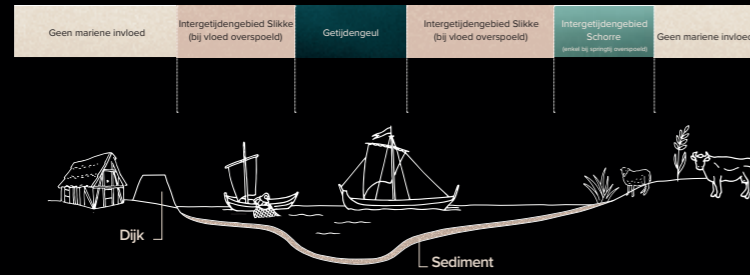 Geen mariene invloed
Intergetijdengebied Slikke
(bij vloed overspoeld)
Getijdengeul
Intergetijdengebied Slikke
(bij vloed overspoeld)
Intergetijdengebied
Schorre
(enkel bij springtij overspoeld)
Geen mariene invloed
Dijk
Sediment